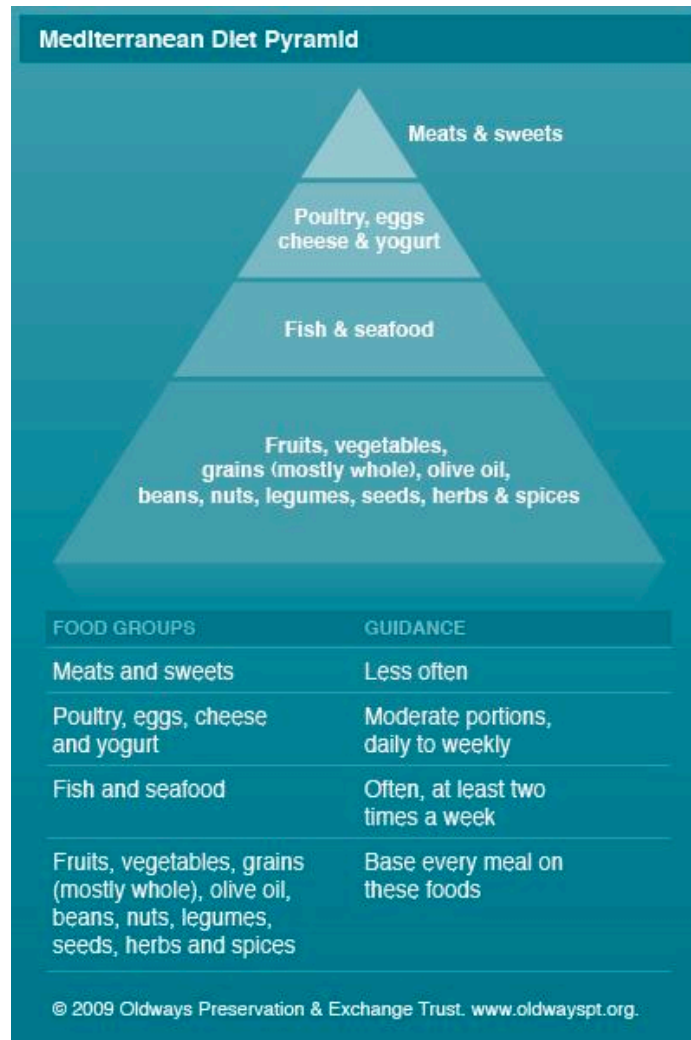 Mediterranean Diet Pyramid
Meats & sweets
Poultry, eggs
cheese & yogurt
Fish & seafood
Fruits, vegetables,
grains (mostly whole), olive oil,
beans, nuts, legumes, seeds, herbs & spices
FOOD GROUPS GUIDANCE
Meats and sweets Less often
Poultry, eggs, cheese Moderate portions,
and yogurt daily to weekly
Fish and seafood Often, at least two
times a week
Fruits, vegetables, grains Base every meal on
(mostly whole), olive oil, these foods
beans, nuts, legumes,
seeds, herbs and spices
© 2009 Oldways Preservation & Exchange Trust. www.oldwayspt.org.